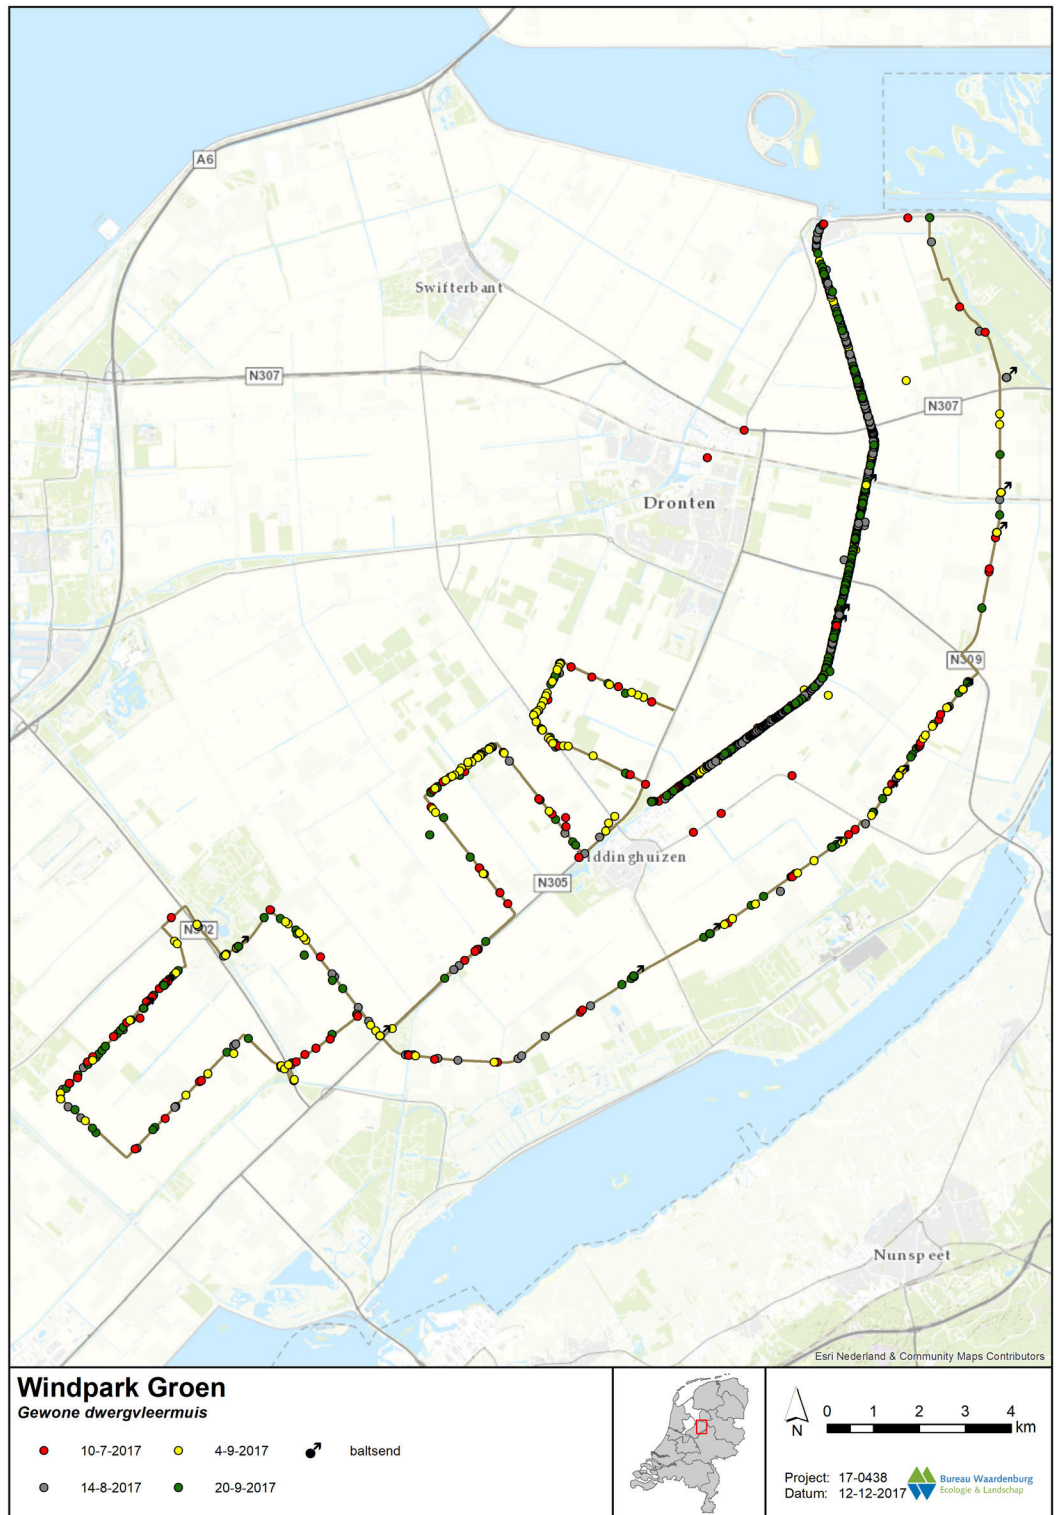 A6
Swifterbant
N307
N307
Dronten
N309
Iddinghuizen
N305
N302
Nunspeet
Esri Nederland & Community Maps Contributors
Windpark Groen
Gewone dwergvleermuis
10-7-2017
4-9-2017
baltsend
14-8-2017
20-9-2017
N
0 1 2 3 4
km
Project: 17-0438
Datum: 12-12-2017
Bureau Waardenburg
Ecologie & Landschap